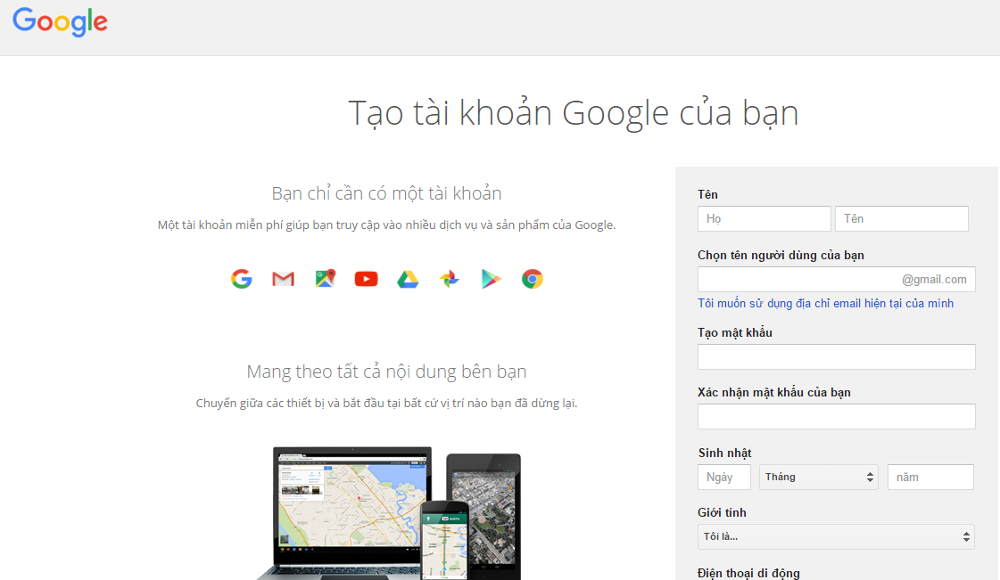 Google
Tạo tài khoản Google của bạn
Bạn chỉ cần có một tài khoản
Một tài khoản miễn phí giúp bạn truy cập vào nhiều dịch vụ và sản phẩm của Google.
Mang theo tất cả nội dung bên bạn
Chuyển giữa các thiết bị và bắt đầu tại bất cứ vị trí nào bạn đã dừng lại.
Tên
Họ Tên
Chọn tên người dùng của bạn
@gmail.com
Tôi muốn sử dụng địa chỉ email hiện tại của mình
Tạo mật khẩu
Xác nhận mật khẩu của bạn
Sinh nhật
Ngày Tháng năm
Giới tính
Tôi là...
Điện thoại di động